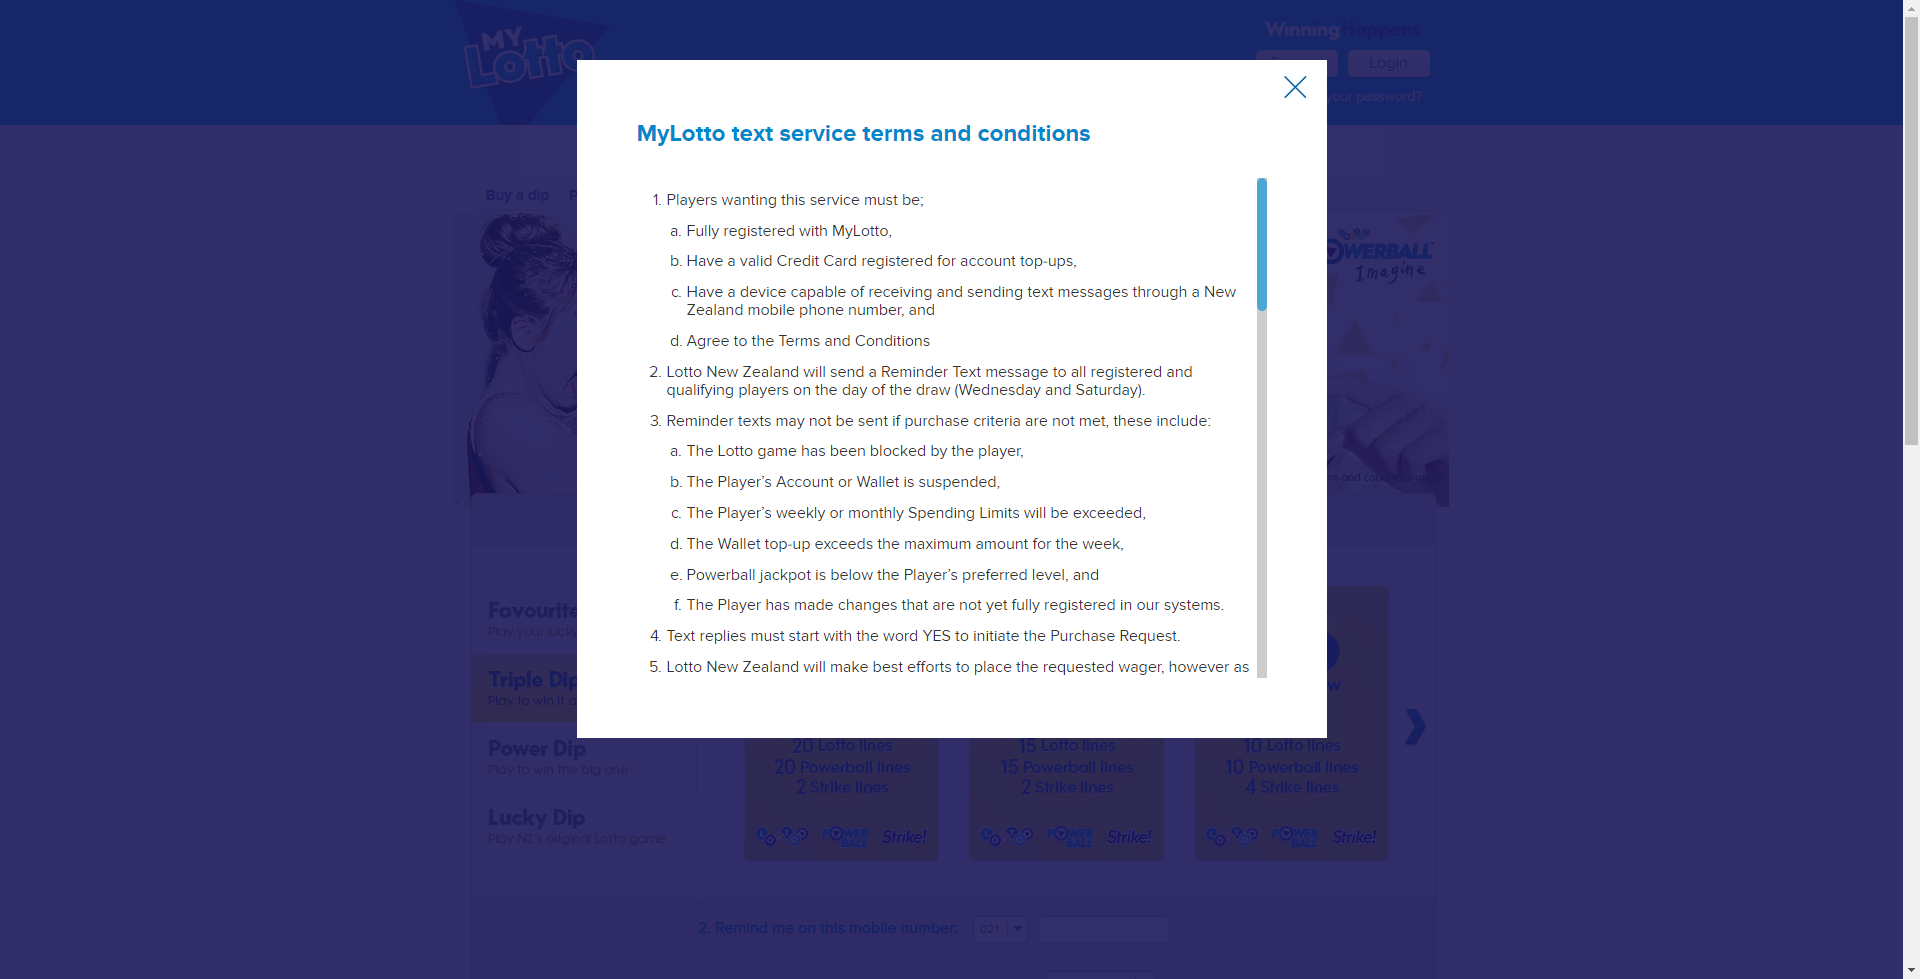 MY
Lotto
Winning Happens
Login
your password?
MyLotto text service terms and conditions
Buy a dip
1. Players wanting this service must be;
a. Fully registered with MyLotto,
b. Have a valid Credit Card registered for account top-ups,
c. Have a device capable of receiving and sending text messages through a New
Zealand mobile phone number, and
d. Agree to the Terms and Conditions
2. Lotto New Zealand will send a Reminder Text message to all registered and
qualifying players on the day of the draw (Wednesday and Saturday).
3. Reminder texts may not be sent if purchase criteria are not met, these include:
a. The Lotto game has been blocked by the player,
b. The Player’s Account or Wallet is suspended,
c. The Player’s weekly or monthly Spending Limits will be exceeded,
d. The Wallet top-up exceeds the maximum amount for the week,
e. Powerball jackpot is below the Player’s preferred level, and
f. The Player has made changes that are not yet fully registered in our systems.
4. Text replies must start with the word YES to initiate the Purchase Request.
5. Lotto New Zealand will make best efforts to place the requested wager, however as
POWERBALL
Imagine
Favourite
Play your lucky
Triple Dip
Play to win it a
Power Dip
Play to win the big one
Lucky Dip
Play NZ's original Lotto game
20 Lotto lines
20 Powerball lines
2 Strike lines
LOTTO POWERBALL Strike!
15 Lotto lines
15 Powerball lines
2 Strike lines
LOTTO POWERBALL Strike!
10 Lotto lines
10 Powerball lines
4 Strike lines
LOTTO POWERBALL Strike!
2. Remind me on this mobile number: 021